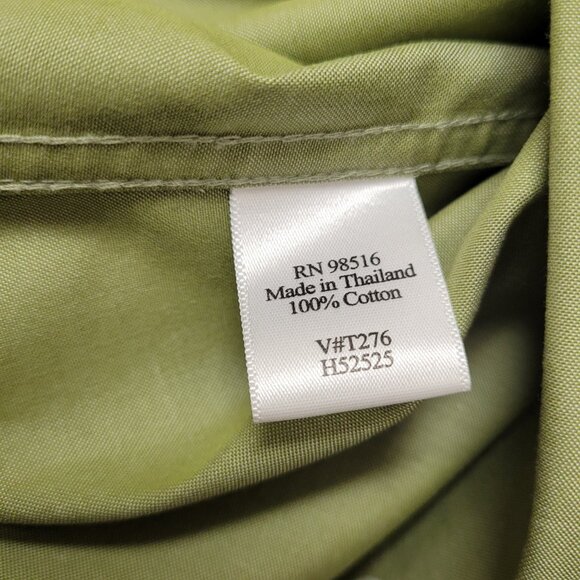 RN 98516
Made in Thailand
100% Cotton
V#T276
H52525